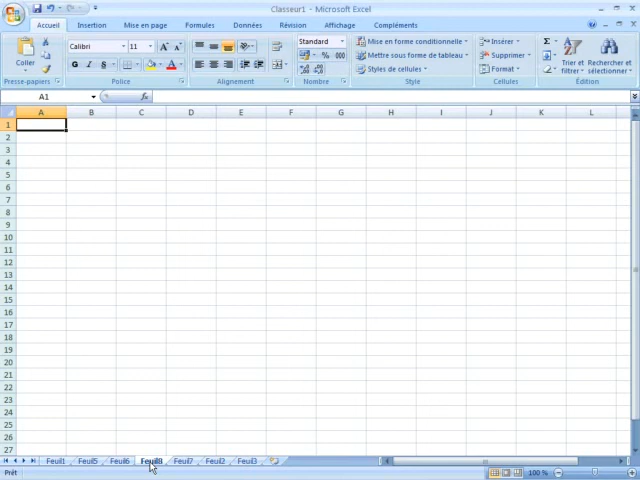 Classeur1 - Microsoft Excel
Accueil Insertion Mise en page Formules Données Révision Affichage Compléments
Coller
Calibri 11
G I S A
Standard
% 000
Mise en forme conditionnelle
Mettre sous forme de tableau
Styles de cellules
Insérer
Supprimer
Format
Σ
Trier et filtrer
Rechercher et sélectionner
Presse-papiers Police Alignement Nombre Style Cellules Édition
A1 fx
A B C D E F G H I J K L
1
2
3
4
5
6
7
8
9
10
11
12
13
14
15
16
17
18
19
20
21
22
23
24
25
26
27
Feuil1 Feuil5 Feuil6 Feuil8 Feuil7 Feuil2 Feuil3
Prêt 100 %